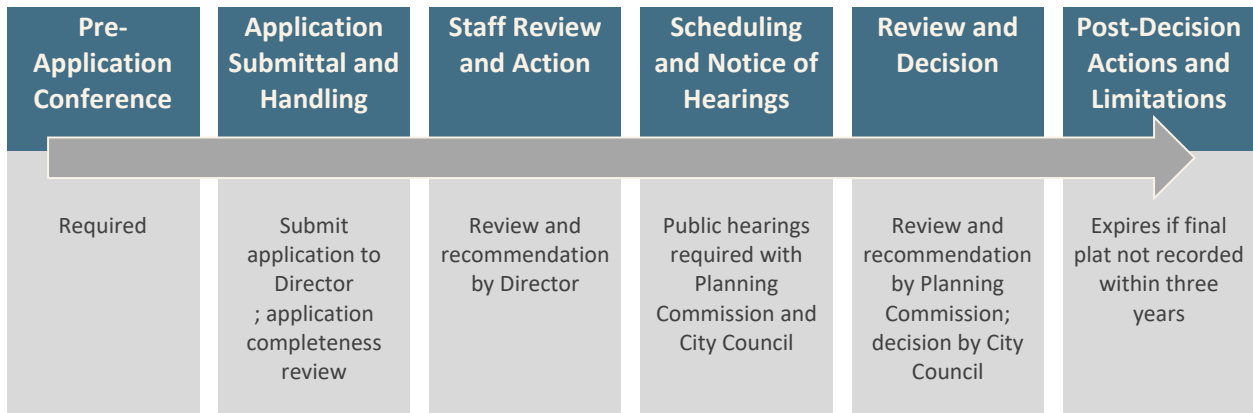 Pre-
Application
Conference
Application
Submittal and
Handling
Staff Review
and Action
Scheduling
and Notice of
Hearings
Review and
Decision
Post-Decision
Actions and
Limitations
Required
Submit
application to
Director
; application
completeness
review
Review and
recommendation
by Director
Public hearings
required with
Planning
Commission and
City Council
Review and
recommendation
by Planning
Commission;
decision by City
Council
Expires if final
plat not recorded
within three
years